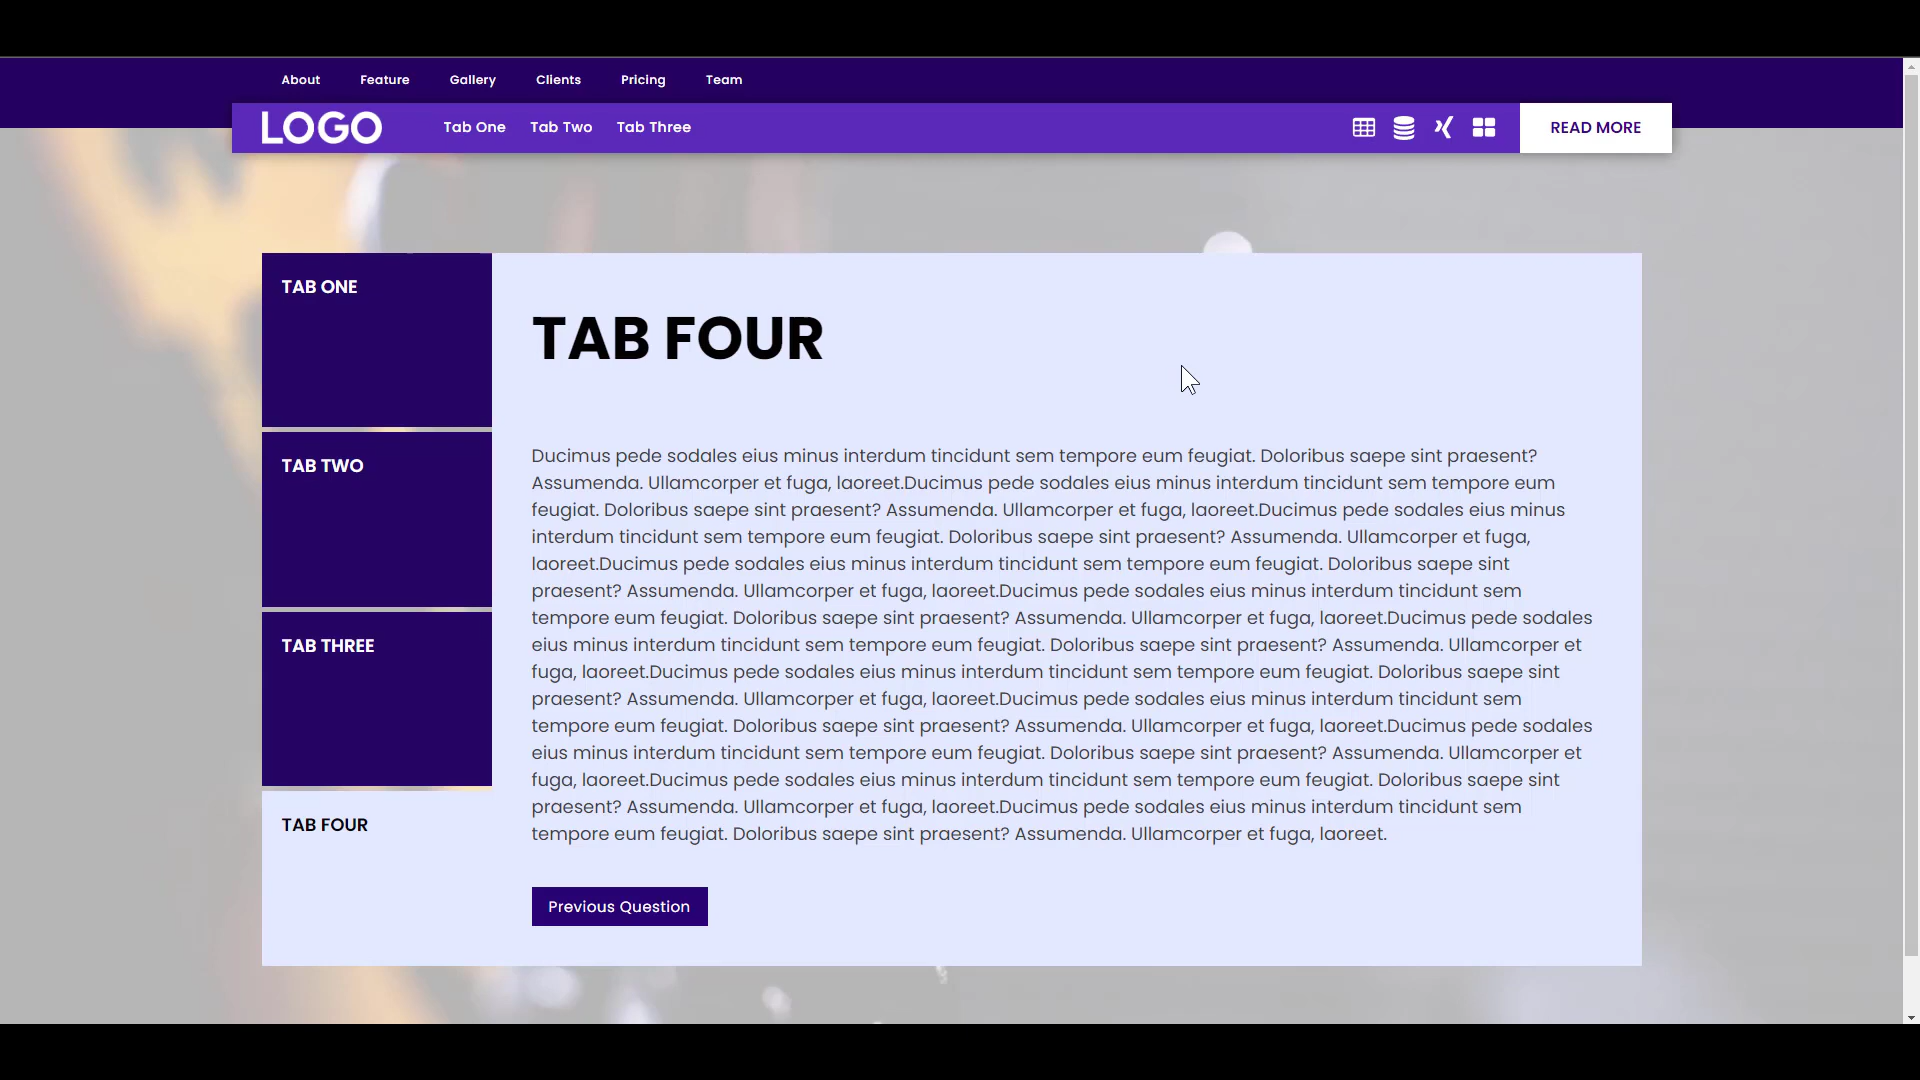 About Feature Gallery Clients Pricing Team
LOGO Tab One Tab Two Tab Three READ MORE
TAB ONE
TAB TWO
TAB THREE
TAB FOUR
TAB FOUR
Ducimus pede sodales eius minus interdum tincidunt sem tempore eum feugiat. Doloribus saepe sint praesent?
Assumenda. Ullamcorper et fuga, laoreet.Ducimus pede sodales eius minus interdum tincidunt sem tempore eum
feugiat. Doloribus saepe sint praesent? Assumenda. Ullamcorper et fuga, laoreet.Ducimus pede sodales eius minus
interdum tincidunt sem tempore eum feugiat. Doloribus saepe sint praesent? Assumenda. Ullamcorper et fuga,
laoreet.Ducimus pede sodales eius minus interdum tincidunt sem tempore eum feugiat. Doloribus saepe sint
praesent? Assumenda. Ullamcorper et fuga, laoreet.Ducimus pede sodales eius minus interdum tincidunt sem
tempore eum feugiat. Doloribus saepe sint praesent? Assumenda. Ullamcorper et fuga, laoreet.Ducimus pede sodales
eius minus interdum tincidunt sem tempore eum feugiat. Doloribus saepe sint praesent? Assumenda. Ullamcorper et
fuga, laoreet.Ducimus pede sodales eius minus interdum tincidunt sem tempore eum feugiat. Doloribus saepe sint
praesent? Assumenda. Ullamcorper et fuga, laoreet.Ducimus pede sodales eius minus interdum tincidunt sem
tempore eum feugiat. Doloribus saepe sint praesent? Assumenda. Ullamcorper et fuga, laoreet.Ducimus pede sodales
eius minus interdum tincidunt sem tempore eum feugiat. Doloribus saepe sint praesent? Assumenda. Ullamcorper et
fuga, laoreet.Ducimus pede sodales eius minus interdum tincidunt sem tempore eum feugiat. Doloribus saepe sint
praesent? Assumenda. Ullamcorper et fuga, laoreet.Ducimus pede sodales eius minus interdum tincidunt sem
tempore eum feugiat. Doloribus saepe sint praesent? Assumenda. Ullamcorper et fuga, laoreet.
Previous Question